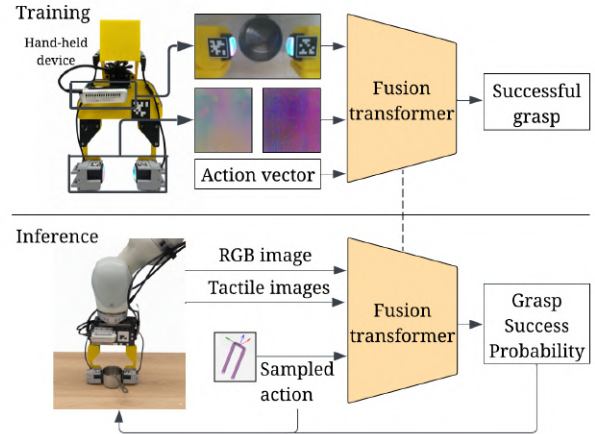 Training
Hand-held
device
Fusion
transformer
Successful
grasp
Action vector
Inference
RGB image
Tactile images
Fusion
transformer
Grasp
Success
Probability
Sampled
action